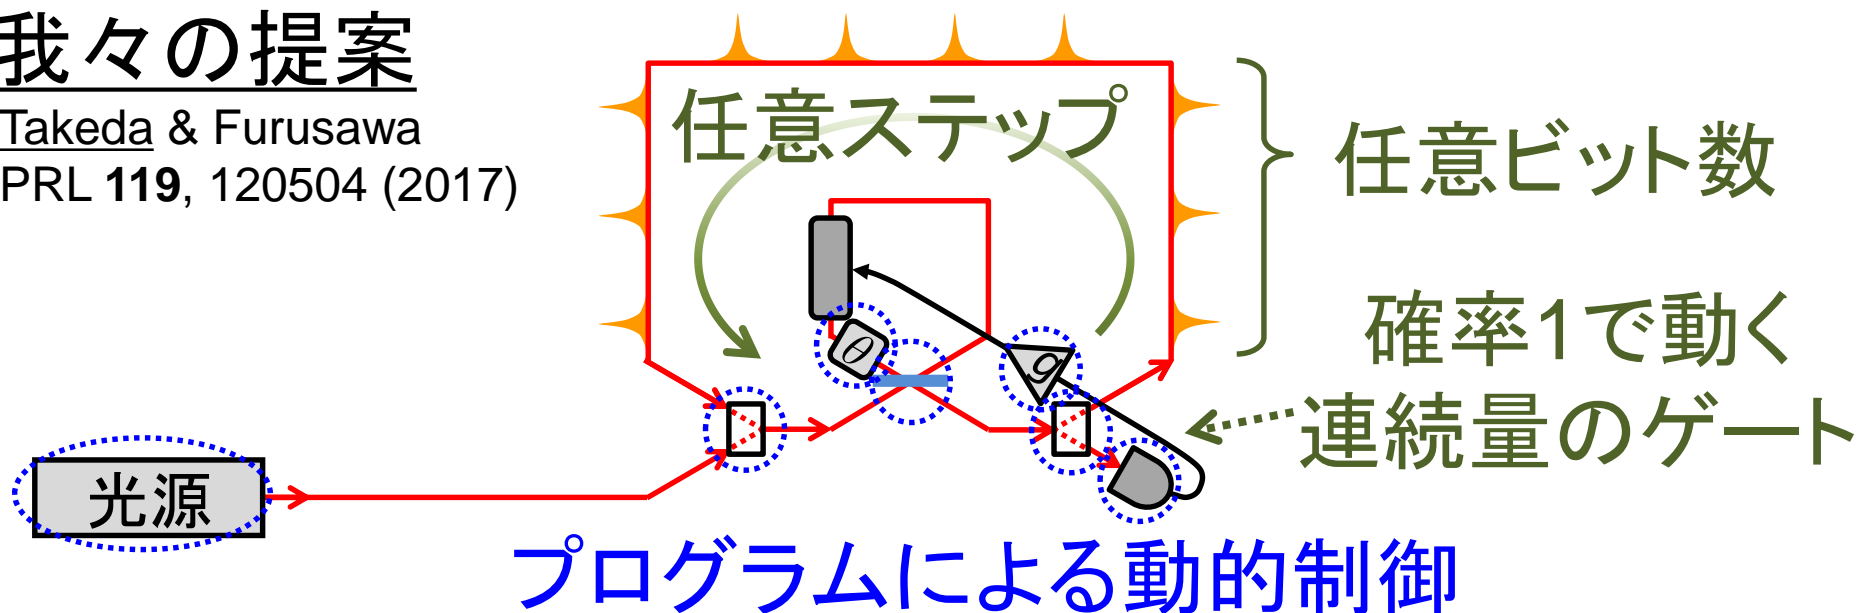 我々の提案
Takeda & Furusawa
PRL 119, 120504 (2017)
任意ステップ
任意ビット数
確率1で動く
連続量のゲート
θ
g
光源
プログラムによる動的制御